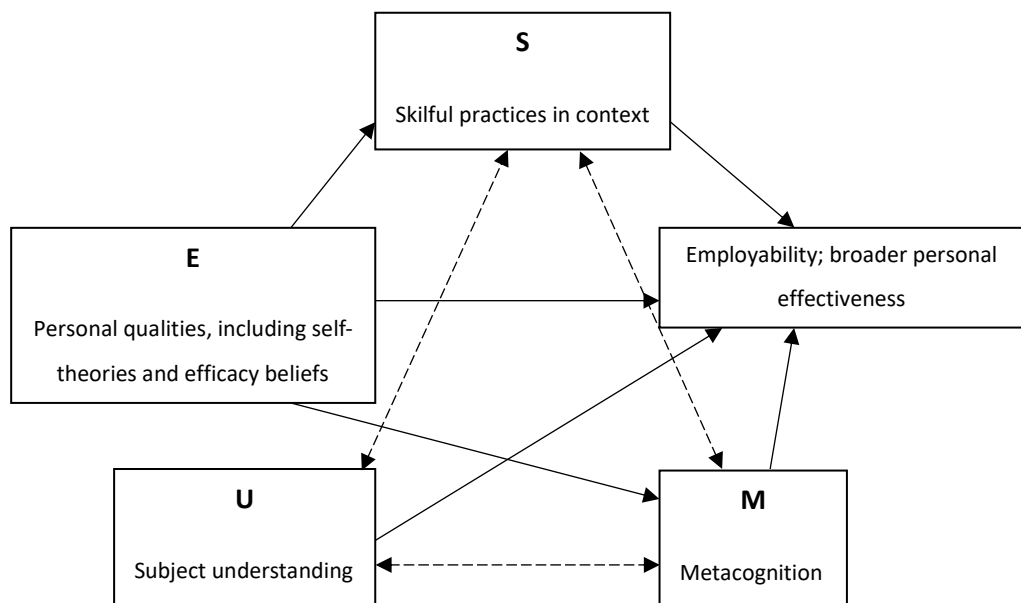 S
Skilful practices in context
E
Personal qualities, including self-
theories and efficacy beliefs
Employability; broader personal
effectiveness
U
Subject understanding
M
Metacognition